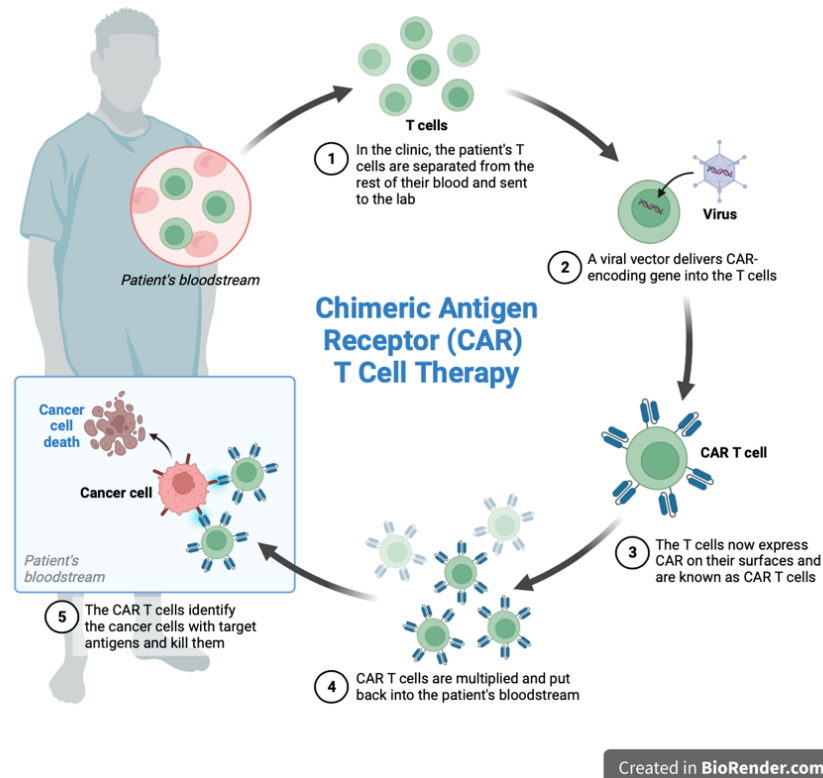 T cells
1
In the clinic, the patient's T
cells are separated from the
rest of their blood and sent
to the lab
Virus
2
A viral vector delivers CAR-
encoding gene into the T cells
Patient's bloodstream
Chimeric Antigen
Receptor (CAR)
T Cell Therapy
CAR T cell
3
The T cells now express
CAR on their surfaces and
are known as CAR T cells
4
CAR T cells are multiplied and put
back into the patient's bloodstream
Cancer
cell
death
Cancer cell
Patient's
bloodstream
5
The CAR T cells identify
the cancer cells with target
antigens and kill them
Created in BioRender.com